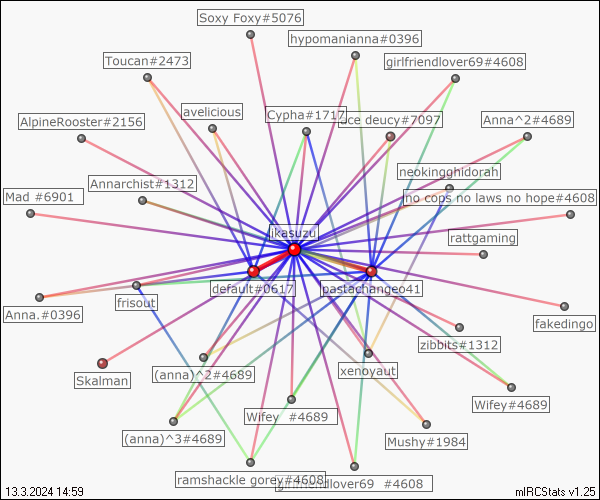 Soxy Foxy#5076
hypomanianna#0396
Toucan#2473
girlfriendlover69#4608
avelicious
Cypha#1717
ace deucy#7097
AlpineRooster#2156
Anna^2#4689
neokingghidorah
Annarchist#1312
Mad #6901
no cops no laws no hope#4608
ikasuzu
rattgaming
default#0617
pastachangeo41
Anna.#0396
frisout
fakedingo
zibbits#1312
Skalman
(anna)^2#4689
xenoyaut
Wifey #4689
Wifey#4689
(anna)^3#4689
Mushy#1984
ramshackle gorey#4608
girlfriendlover69 #4608
13.3.2024 14:59
mIRCStats v1.25